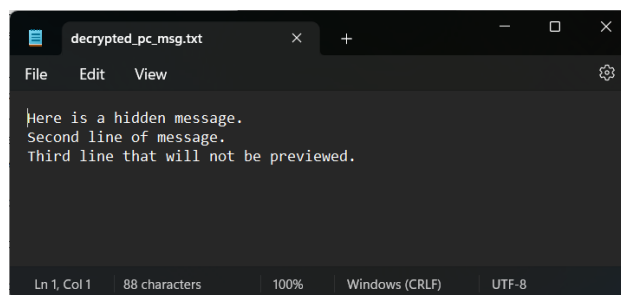 decrypted_pc_msg.txt
File Edit View
Here is a hidden message.
Second line of message.
Third line that will not be previewed.
Ln 1, Col 1 88 characters 100% Windows (CRLF) UTF-8